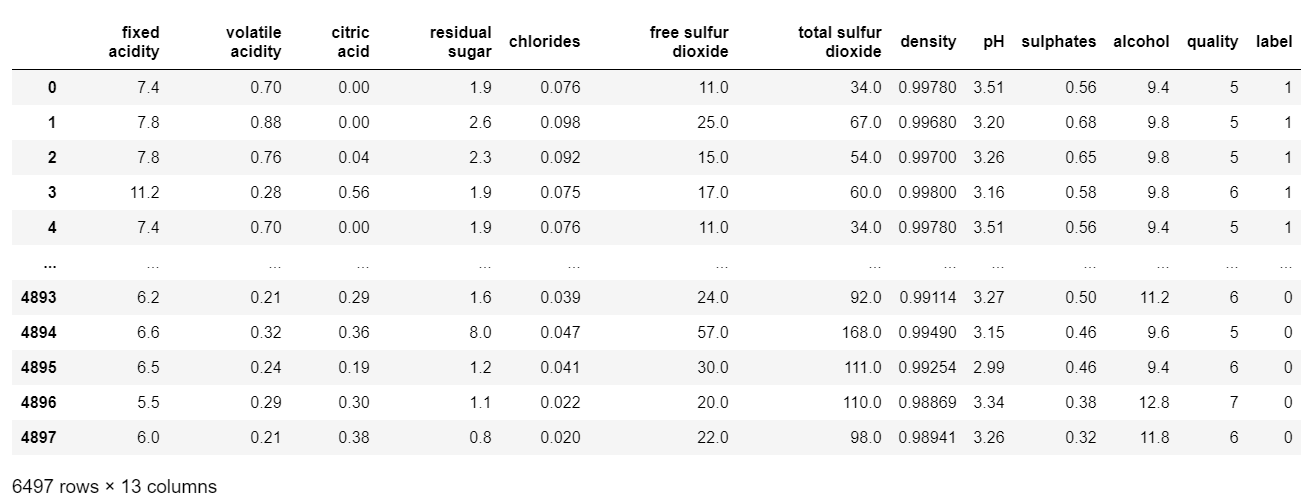 fixed acidity volatile acidity citric acid residual sugar chlorides free sulfur dioxide total sulfur dioxide density pH sulphates alcohol quality label
0 7.4 0.70 0.00 1.9 0.076 11.0 34.0 0.99780 3.51 0.56 9.4 5 1
1 7.8 0.88 0.00 2.6 0.098 25.0 67.0 0.99680 3.20 0.68 9.8 5 1
2 7.8 0.76 0.04 2.3 0.092 15.0 54.0 0.99700 3.26 0.65 9.8 5 1
3 11.2 0.28 0.56 1.9 0.075 17.0 60.0 0.99800 3.16 0.58 9.8 6 1
4 7.4 0.70 0.00 1.9 0.076 11.0 34.0 0.99780 3.51 0.56 9.4 5 1
... ... ... ... ... ... ... ... ... ... ... ... ... ...
4893 6.2 0.21 0.29 1.6 0.039 24.0 92.0 0.99114 3.27 0.50 11.2 6 0
4894 6.6 0.32 0.36 8.0 0.047 57.0 168.0 0.99490 3.15 0.46 9.6 5 0
4895 6.5 0.24 0.19 1.2 0.041 30.0 111.0 0.99254 2.99 0.46 9.4 6 0
4896 5.5 0.29 0.30 1.1 0.022 20.0 110.0 0.98869 3.34 0.38 12.8 7 0
4897 6.0 0.21 0.38 0.8 0.020 22.0 98.0 0.98941 3.26 0.32 11.8 6 0
6497 rows × 13 columns